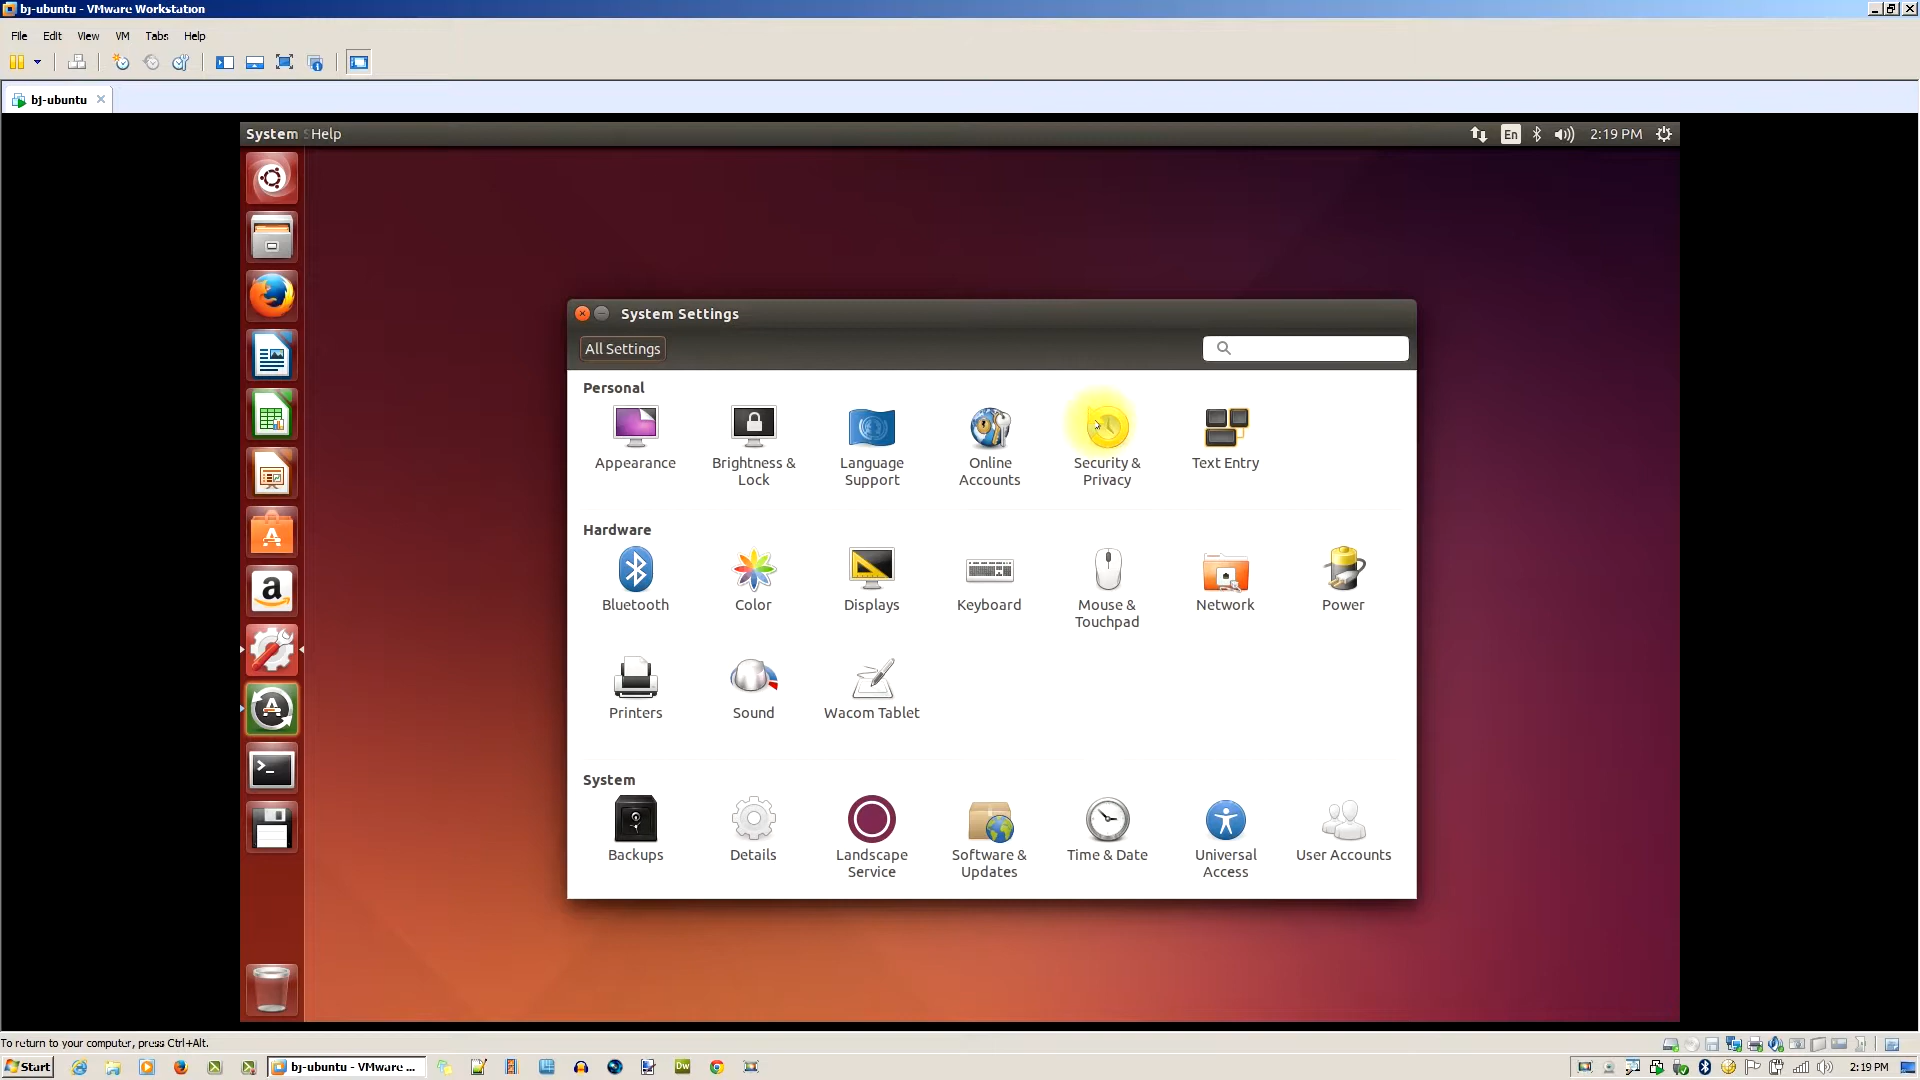 bj-ubuntu - VMware Workstation
File Edit View VM Tabs Help
bj-ubuntu
System Help
En 2:19 PM
System Settings
All Settings
Personal
Appearance
Brightness & Lock
Language Support
Online Accounts
Security & Privacy
Text Entry
Hardware
Bluetooth
Color
Displays
Keyboard
Mouse & Touchpad
Network
Power
Printers
Sound
Wacom Tablet
System
Backups
Details
Landscape Service
Software & Updates
Time & Date
Universal Access
User Accounts
To return to your computer, press Ctrl+Alt.
Start
bj-ubuntu - VMware ...
Dw
2:19 PM